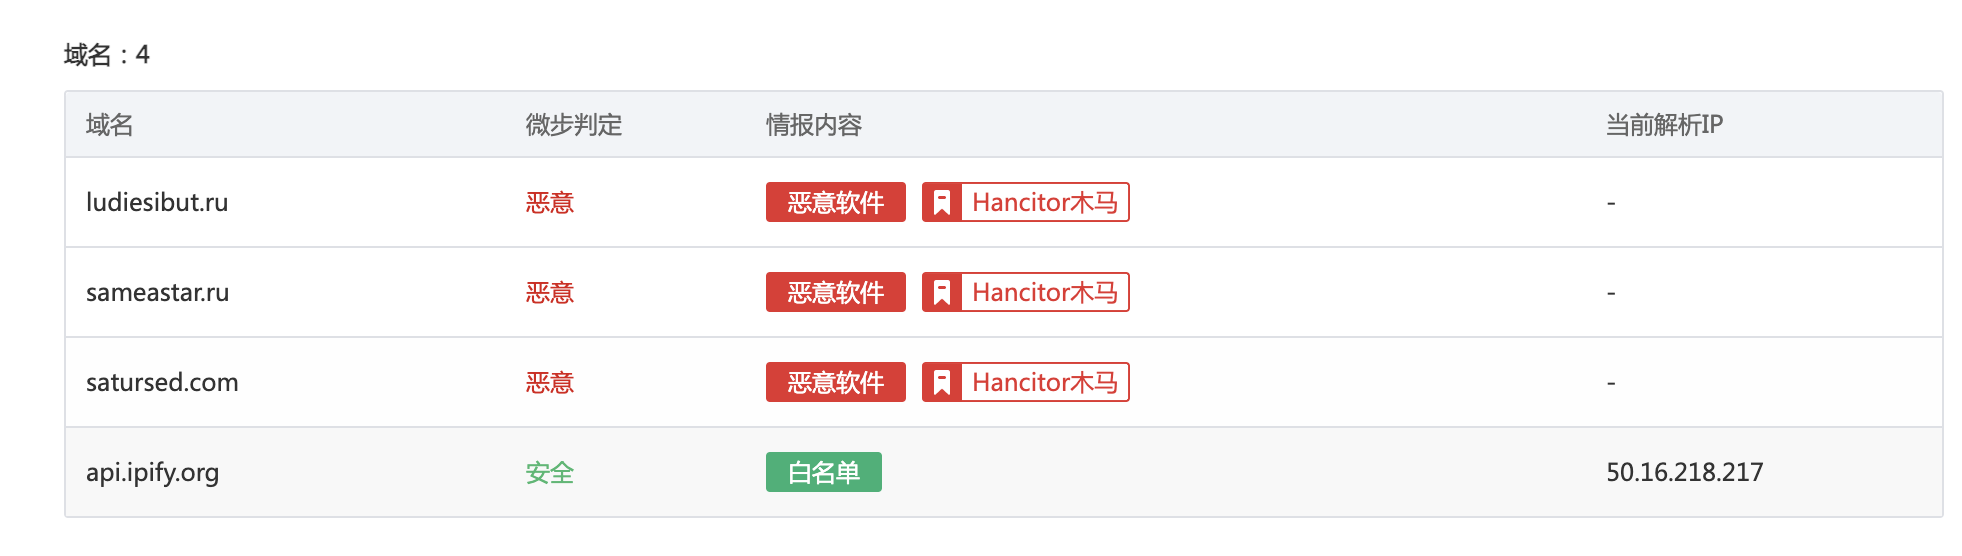 域名：4
域名 微步判定 情报内容 当前解析IP
ludiesibut.ru 恶意 恶意软件 Hancitor木马 -
sameastar.ru 恶意 恶意软件 Hancitor木马 -
satursed.com 恶意 恶意软件 Hancitor木马 -
api.ipify.org 安全 白名单 50.16.218.217